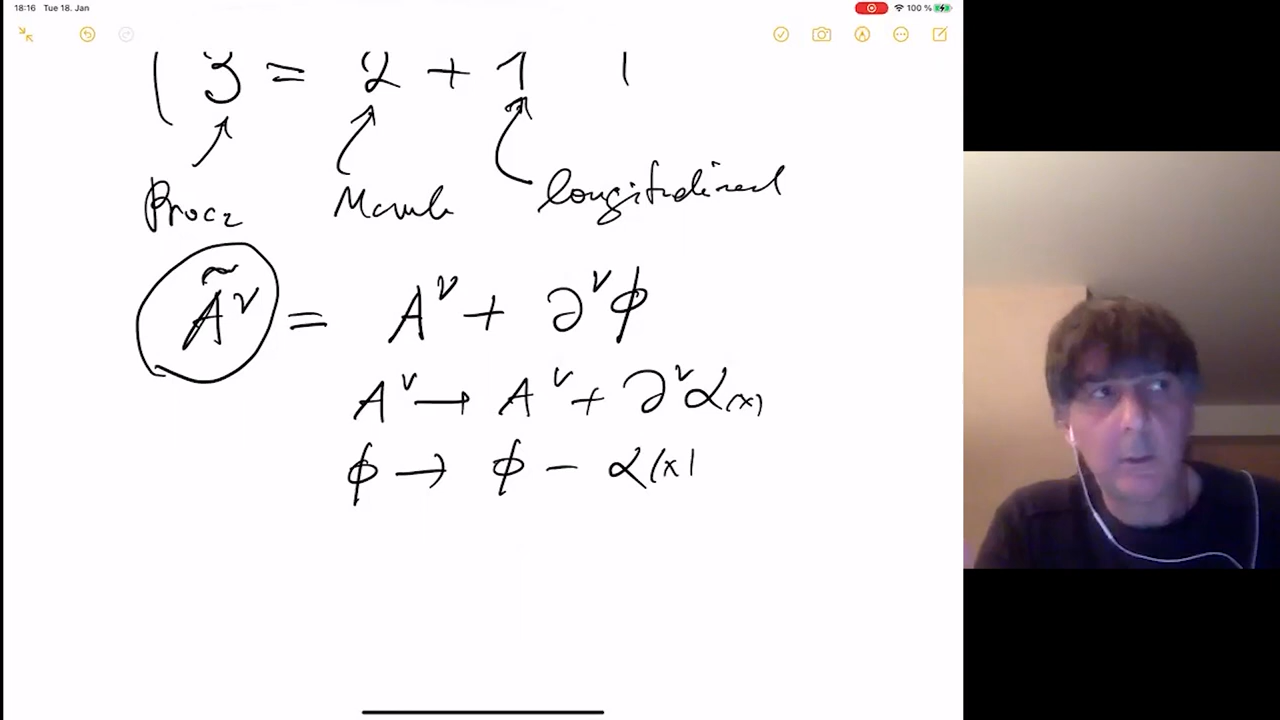 18:16 Tue 18. Jan 100 %
( 3 = 2 + 1 |
Proca longitudinal
Ã^ν = A^ν + ∂^ν ϕ
A^ν → A^ν + ∂^ν α(x)
ϕ → ϕ − α(x)